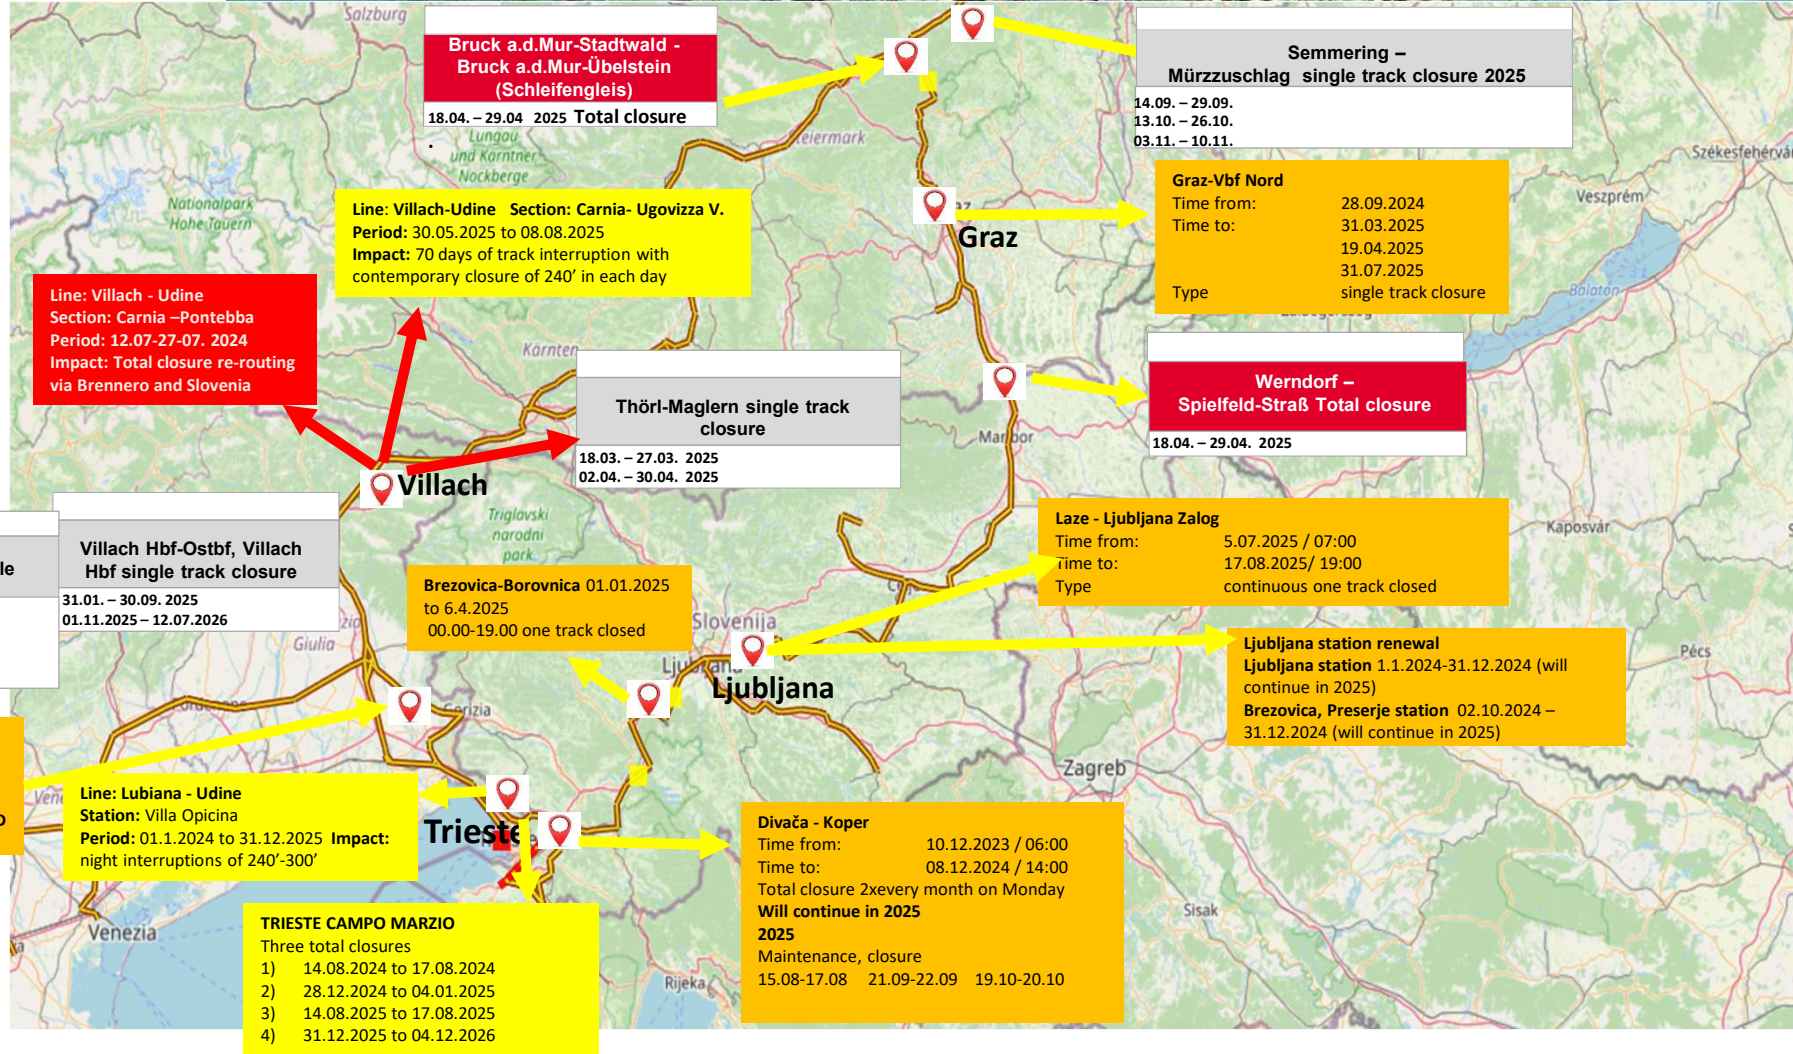 Salzburg
Bruck a.d.Mur-Stadtwald -
Bruck a.d.Mur-Übelstein
(Schleifengleis)
18.04. – 29.04 2025 Total closure
.
Semmering –
Mürzzuschlag single track closure 2025
14.09. – 29.09.
13.10. – 26.10.
03.11. – 10.11.
Lungau
und Karntner
Nockberge
Steiermark
Székesfehérvár
Nationalpark
Hohe Tauern
Veszprém
Line: Villach-Udine Section: Carnia- Ugovizza V.
Period: 30.05.2025 to 08.08.2025
Impact: 70 days of track interruption with
contemporary closure of 240’ in each day
Graz-Vbf Nord
Time from: 28.09.2024
Time to: 31.03.2025
19.04.2025
31.07.2025
Type single track closure
Graz
Line: Villach - Udine
Section: Carnia –Pontebba
Period: 12.07-27-07. 2024
Impact: Total closure re-routing
via Brennero and Slovenia
Balaton
Kärnten
Thörl-Maglern single track
closure
18.03. – 27.03. 2025
02.04. – 30.04. 2025
Werndorf –
Spielfeld-Straß Total closure
18.04. – 29.04. 2025
Maribor
Villach
Triglavski
narodni
park
Kaposvár
Villach Hbf-Ostbf, Villach
Hbf single track closure
31.01. – 30.09. 2025
01.11.2025 – 12.07.2026
le
Laze - Ljubljana Zalog
Time from: 5.07.2025 / 07:00
Time to: 17.08.2025/ 19:00
Type continuous one track closed
Brezovica-Borovnica 01.01.2025
to 6.4.2025
00.00-19.00 one track closed
Slovenija
Giulia
Ljubljana
Ljubljana station renewal
Ljubljana station 1.1.2024-31.12.2024 (will
continue in 2025)
Brezovica, Preserje station 02.10.2024 –
31.12.2024 (will continue in 2025)
Pécs
Gorizia
Zagreb
Line: Lubiana - Udine
Station: Villa Opicina
Period: 01.1.2024 to 31.12.2025 Impact:
night interruptions of 240’-300’
Trieste
Divača - Koper
Time from: 10.12.2023 / 06:00
Time to: 08.12.2024 / 14:00
Total closure 2xevery month on Monday
Will continue in 2025
2025
Maintenance, closure
15.08-17.08 21.09-22.09 19.10-20.10
Venezia
Sisak
Rijeka
TRIESTE CAMPO MARZIO
Three total closures
1) 14.08.2024 to 17.08.2024
2) 28.12.2024 to 04.01.2025
3) 14.08.2025 to 17.08.2025
4) 31.12.2025 to 04.12.2026